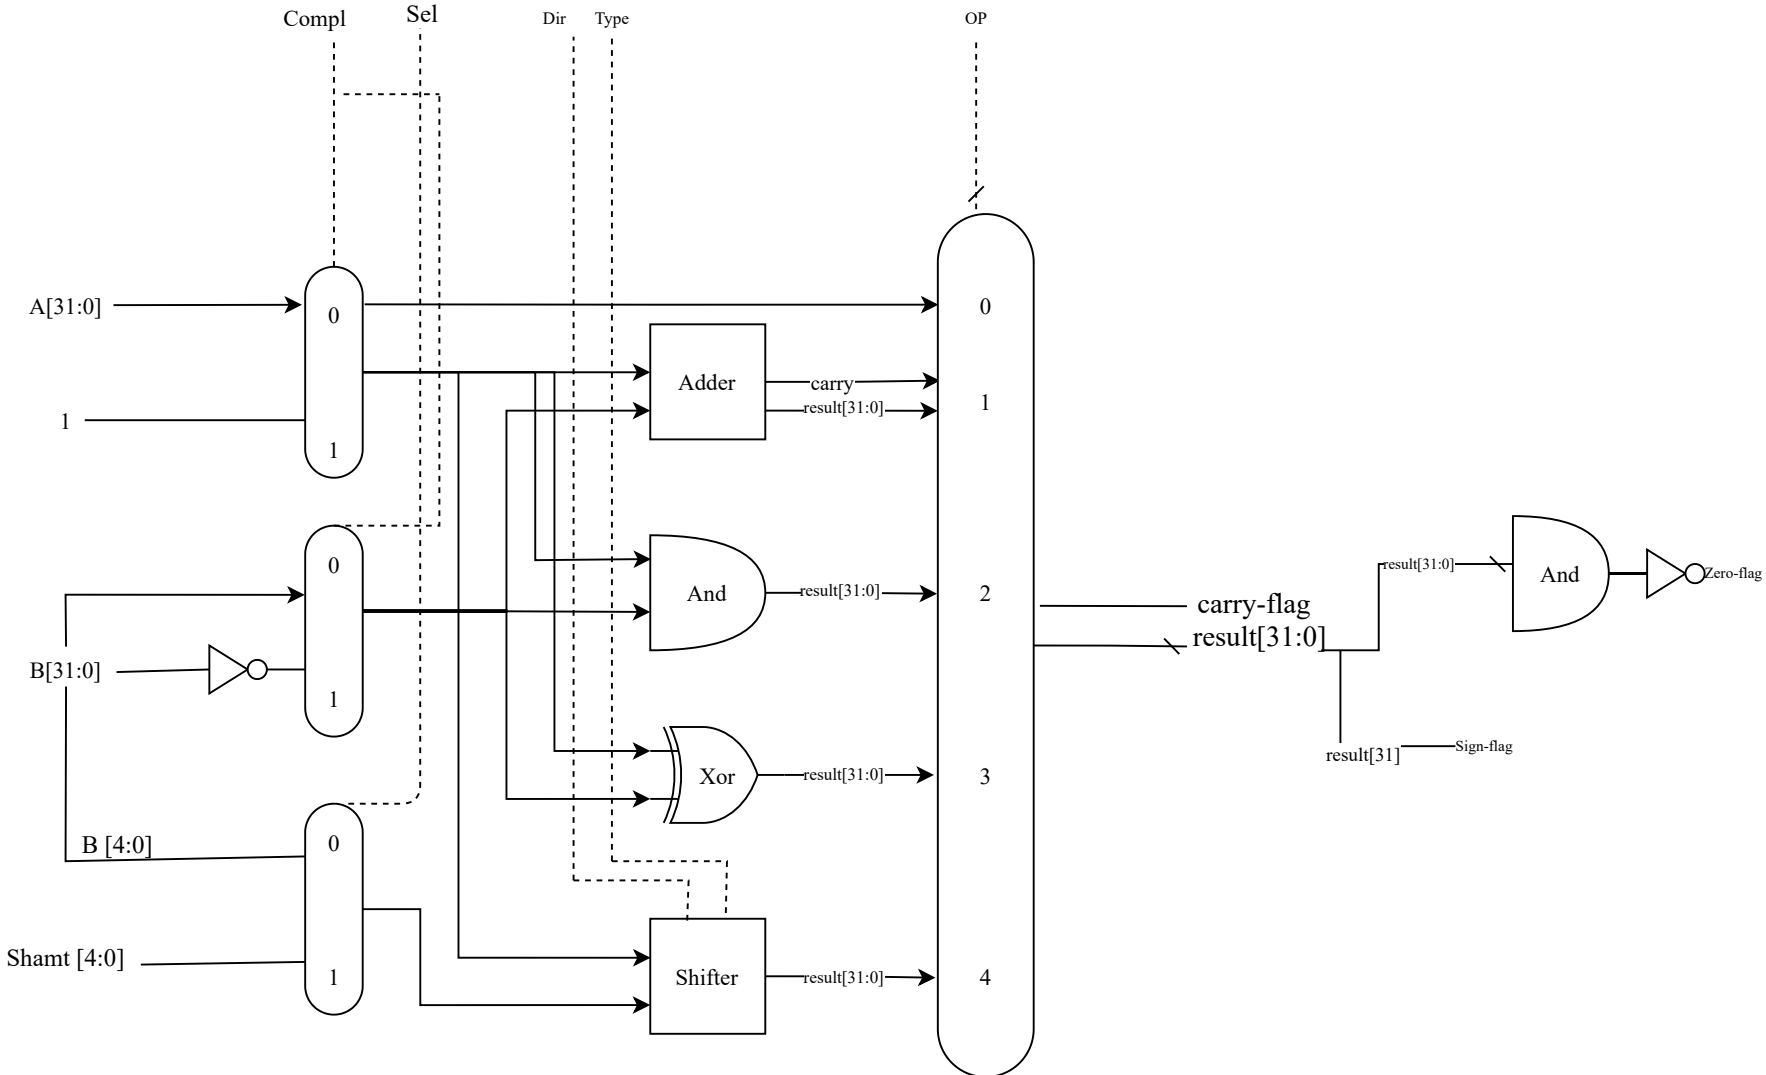 Compl
Sel
Dir
Type
OP
A[31:0]
0
0
1
1
Adder
carry
result[31:0]
1
B[31:0]
0
1
And
result[31:0]
2
carry-flag
result[31:0]
result[31:0]
And
Zero-flag
result[31]
Sign-flag
Xor
result[31:0]
3
B [4:0]
0
Shamt [4:0]
1
Shifter
result[31:0]
4